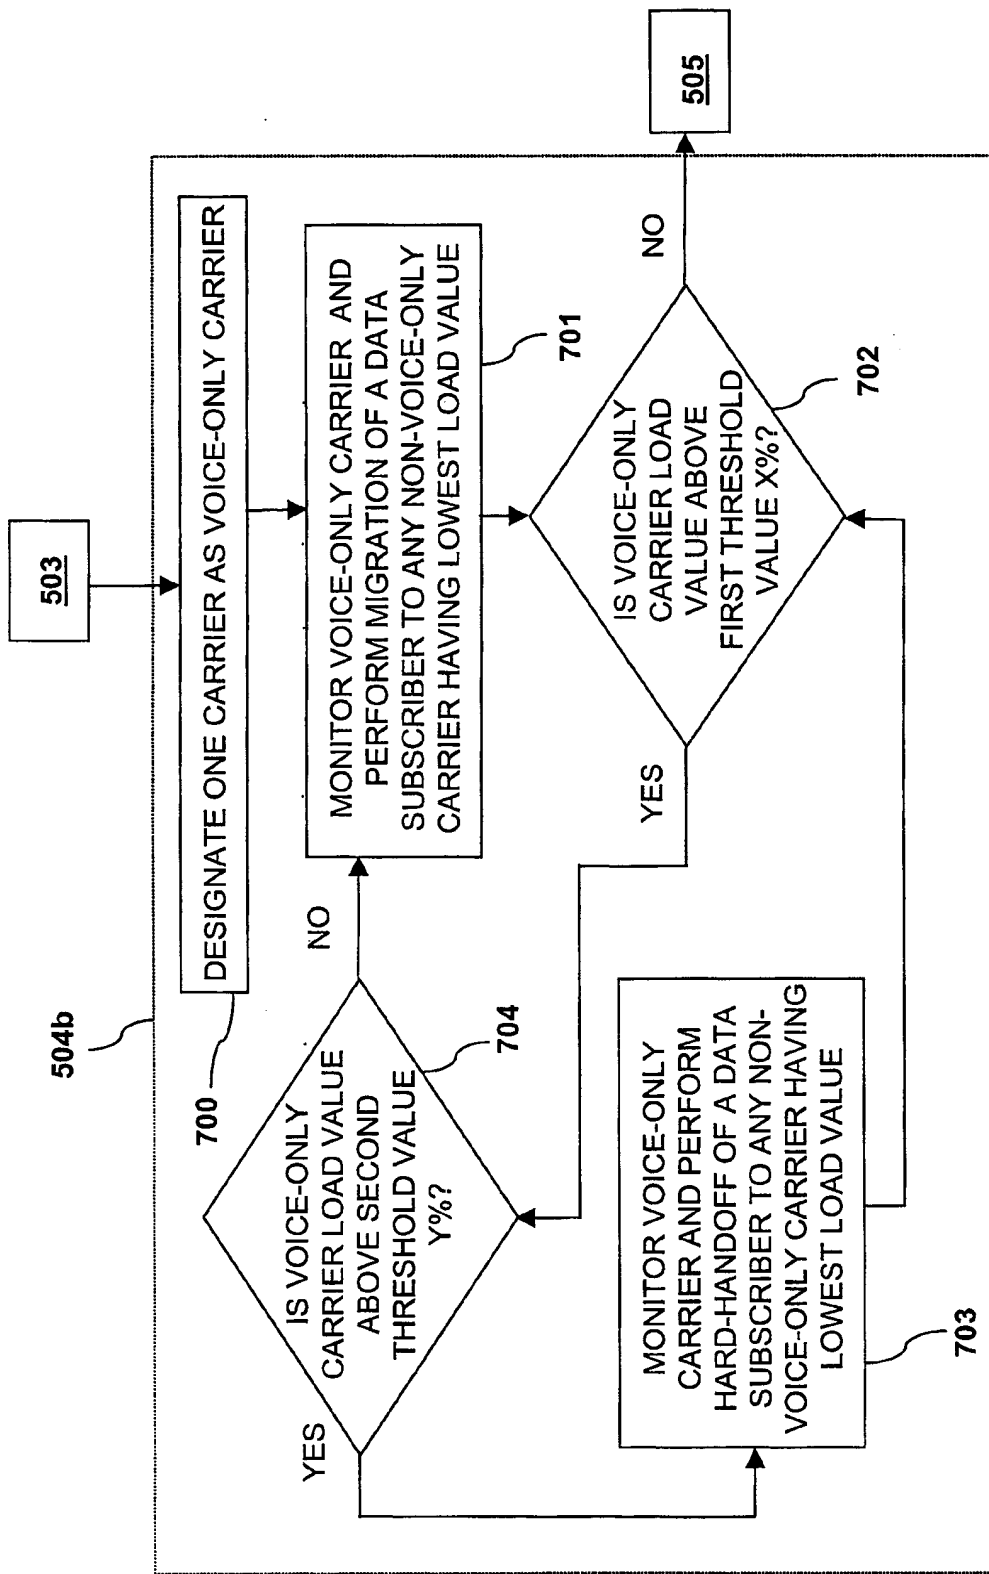 503
504b
DESIGNATE ONE CARRIER AS VOICE-ONLY CARRIER
700
MONITOR VOICE-ONLY CARRIER AND
PERFORM MIGRATION OF A DATA
SUBSCRIBER TO ANY NON-VOICE-ONLY
CARRIER HAVING LOWEST LOAD VALUE
701
IS VOICE-ONLY
CARRIER LOAD
VALUE ABOVE
FIRST THRESHOLD
VALUE X%?
702
NO
505
YES
IS VOICE-ONLY
CARRIER LOAD VALUE
ABOVE SECOND
THRESHOLD VALUE
Y%?
704
NO
YES
MONITOR VOICE-ONLY
CARRIER AND PERFORM
HARD-HANDOFF OF A DATA
SUBSCRIBER TO ANY NON-
VOICE-ONLY CARRIER HAVING
LOWEST LOAD VALUE
703